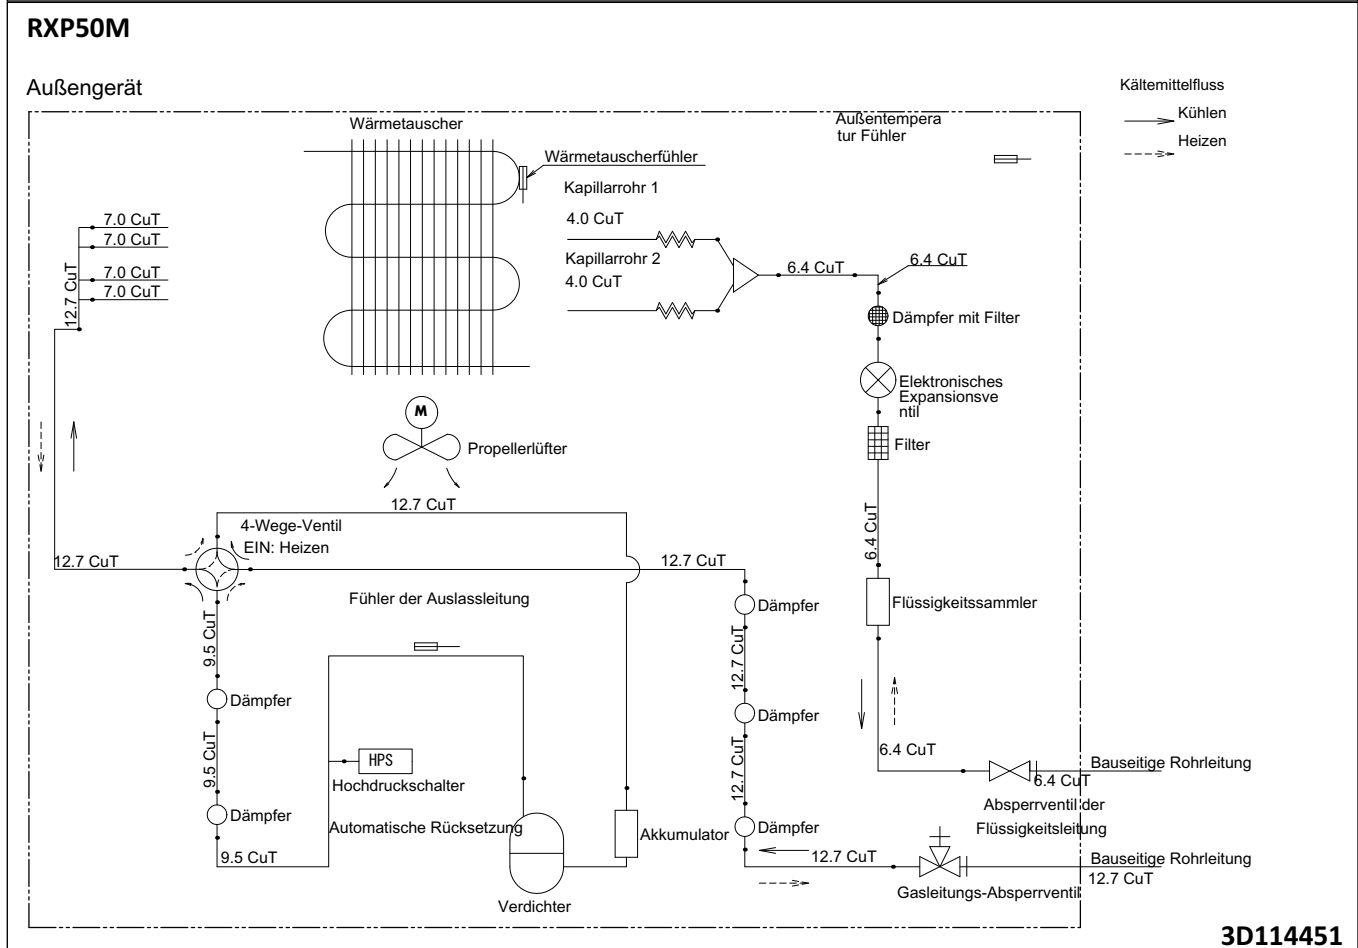 RXP50M
Außengerät
Kältemittelfluss
Kühlen
Heizen
Wärmetauscher
Außentempera
tur Fühler
Wärmetauscherfühler
Kapillarrohr 1
4.0 CuT
Kapillarrohr 2
4.0 CuT
7.0 CuT
7.0 CuT
7.0 CuT
7.0 CuT
12.7 CuT
6.4 CuT
6.4 CuT
Dämpfer mit Filter
Elektronisches
Expansionsve
ntil
Filter
M
Propellerlüfter
12.7 CuT
4-Wege-Ventil
EIN: Heizen
12.7 CuT
12.7 CuT
6.4 CuT
Fühler der Auslassleitung
Dämpfer
Flüssigkeitssammler
9.5 CuT
12.7 CuT
Dämpfer
Dämpfer
9.5 CuT
12.7 CuT
HPS
Hochdruckschalter
6.4 CuT
Bauseitige Rohrleitung
6.4 CuT
Absperrventil der
Flüssigkeitsleitung
Dämpfer
Automatische Rücksetzung
Akkumulator
Dämpfer
9.5 CuT
12.7 CuT
Bauseitige Rohrleitung
12.7 CuT
Gasleitungs-Absperrventil
Verdichter
3D114451